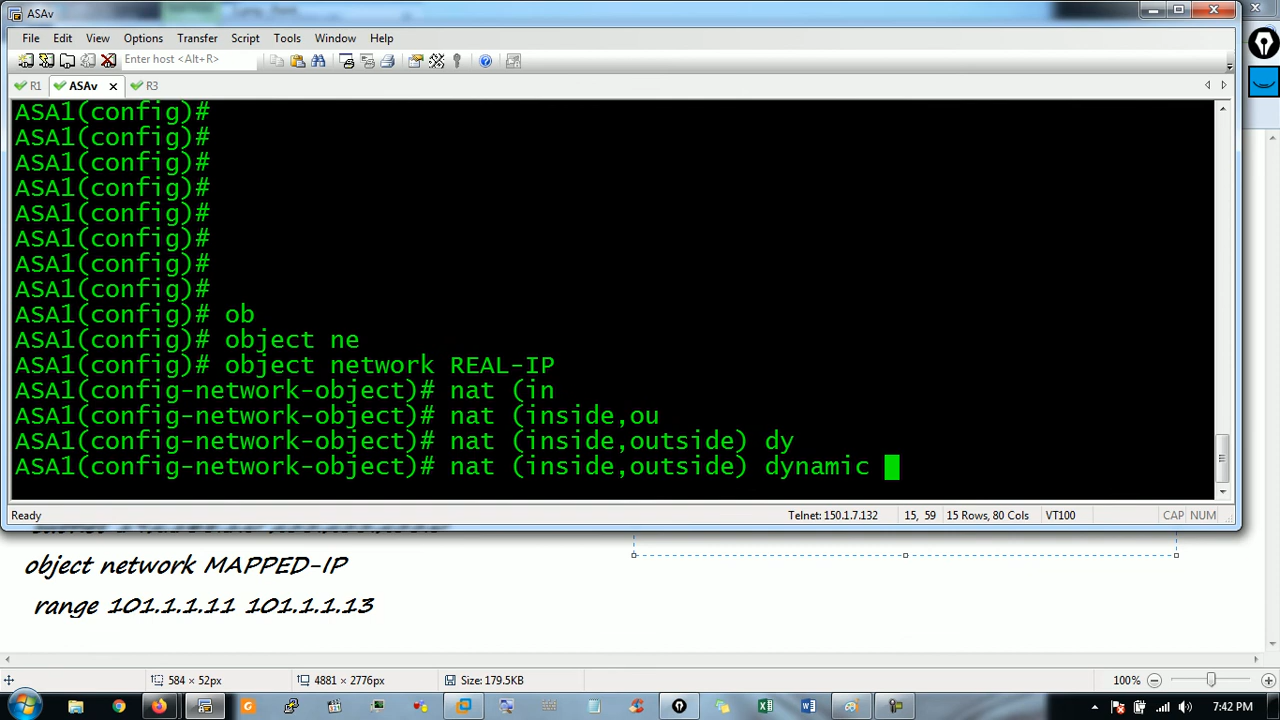 ASAv
File Edit View Options Transfer Script Tools Window Help
Enter host <Alt+R>
R1 ASAv x R3
ASA1(config)#
ASA1(config)#
ASA1(config)#
ASA1(config)#
ASA1(config)#
ASA1(config)#
ASA1(config)#
ASA1(config)#
ASA1(config)# ob
ASA1(config)# object ne
ASA1(config)# object network REAL-IP
ASA1(config-network-object)# nat (in
ASA1(config-network-object)# nat (inside,ou
ASA1(config-network-object)# nat (inside,outside) dy
ASA1(config-network-object)# nat (inside,outside) dynamic
Ready Telnet: 150.1.7.132 15, 59 15 Rows, 80 Cols VT100 CAP NUM
object network MAPPED-IP
range 101.1.1.11 101.1.1.13
584 × 52px 4881 × 2776px Size: 179.5KB 100%
7:42 PM